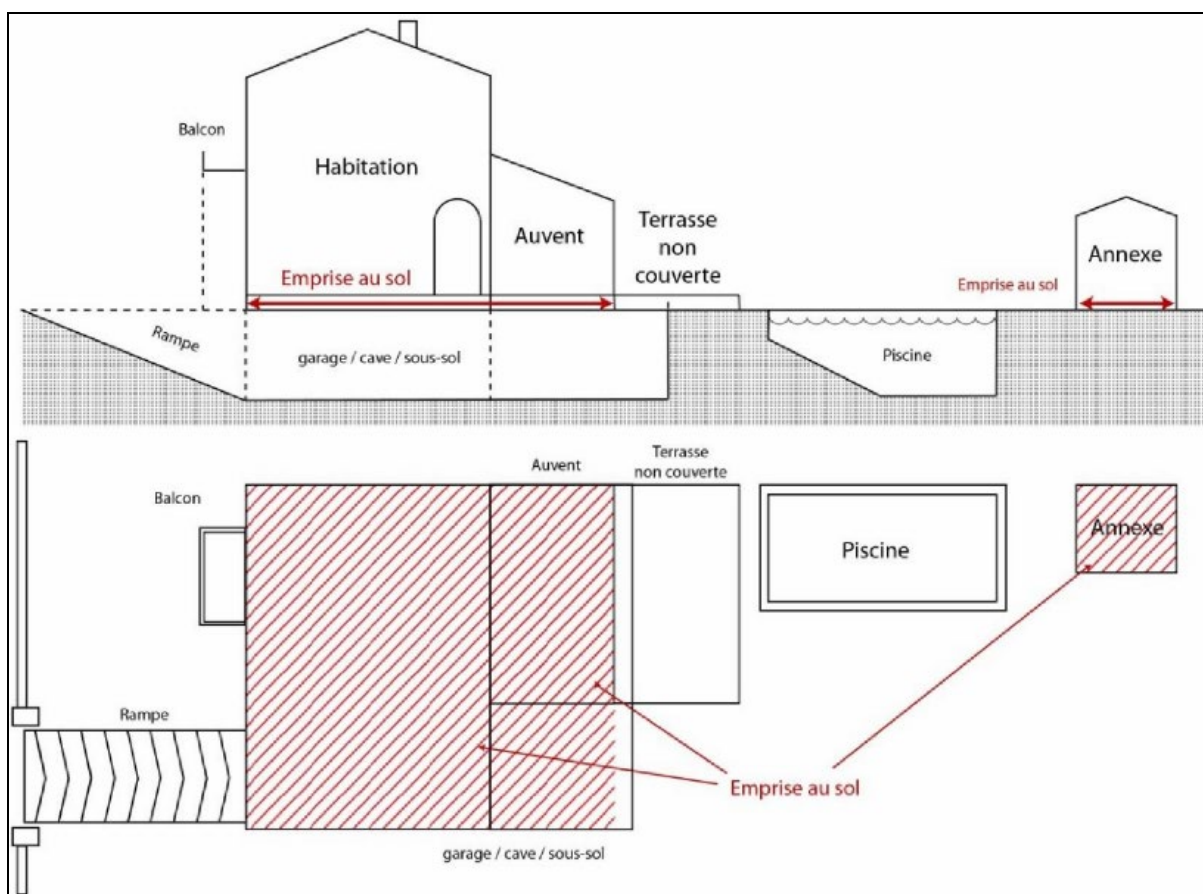 Balcon
Habitation
Auvent
Terrasse
non
couverte
Annexe
Emprise au sol
Emprise au sol
Rampe
garage / cave / sous-sol
Piscine
Auvent
Terrasse
non couverte
Balcon
Piscine
Annexe
Rampe
Emprise au sol
garage / cave / sous-sol